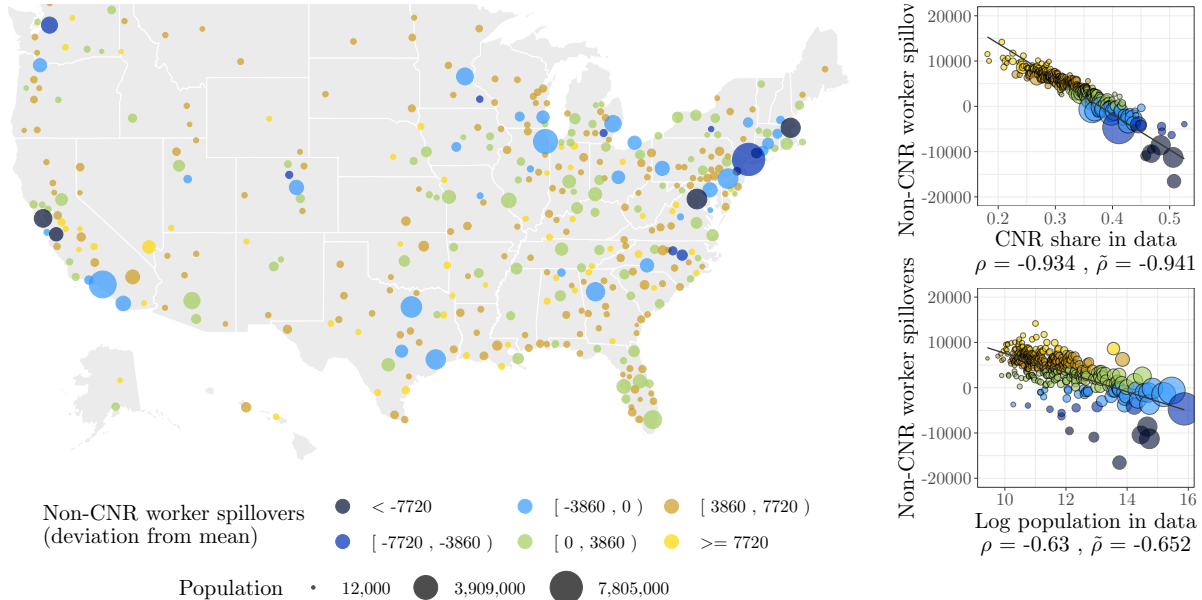 Non-CNR worker spillov
20000
10000
0
-10000
-20000
0.2 0.3 0.4 0.5
CNR share in data
ρ = -0.934 , ρ̃ = -0.941
Non-CNR worker spillovers
20000
10000
0
-10000
-20000
10 12 14 16
Log population in data
ρ = -0.63 , ρ̃ = -0.652
Non-CNR worker spillovers
(deviation from mean)
< -7720
[ -3860 , 0 )
[ 3860 , 7720 )
[ -7720 , -3860 )
[ 0 , 3860 )
>= 7720
Population
12,000
3,909,000
7,805,000